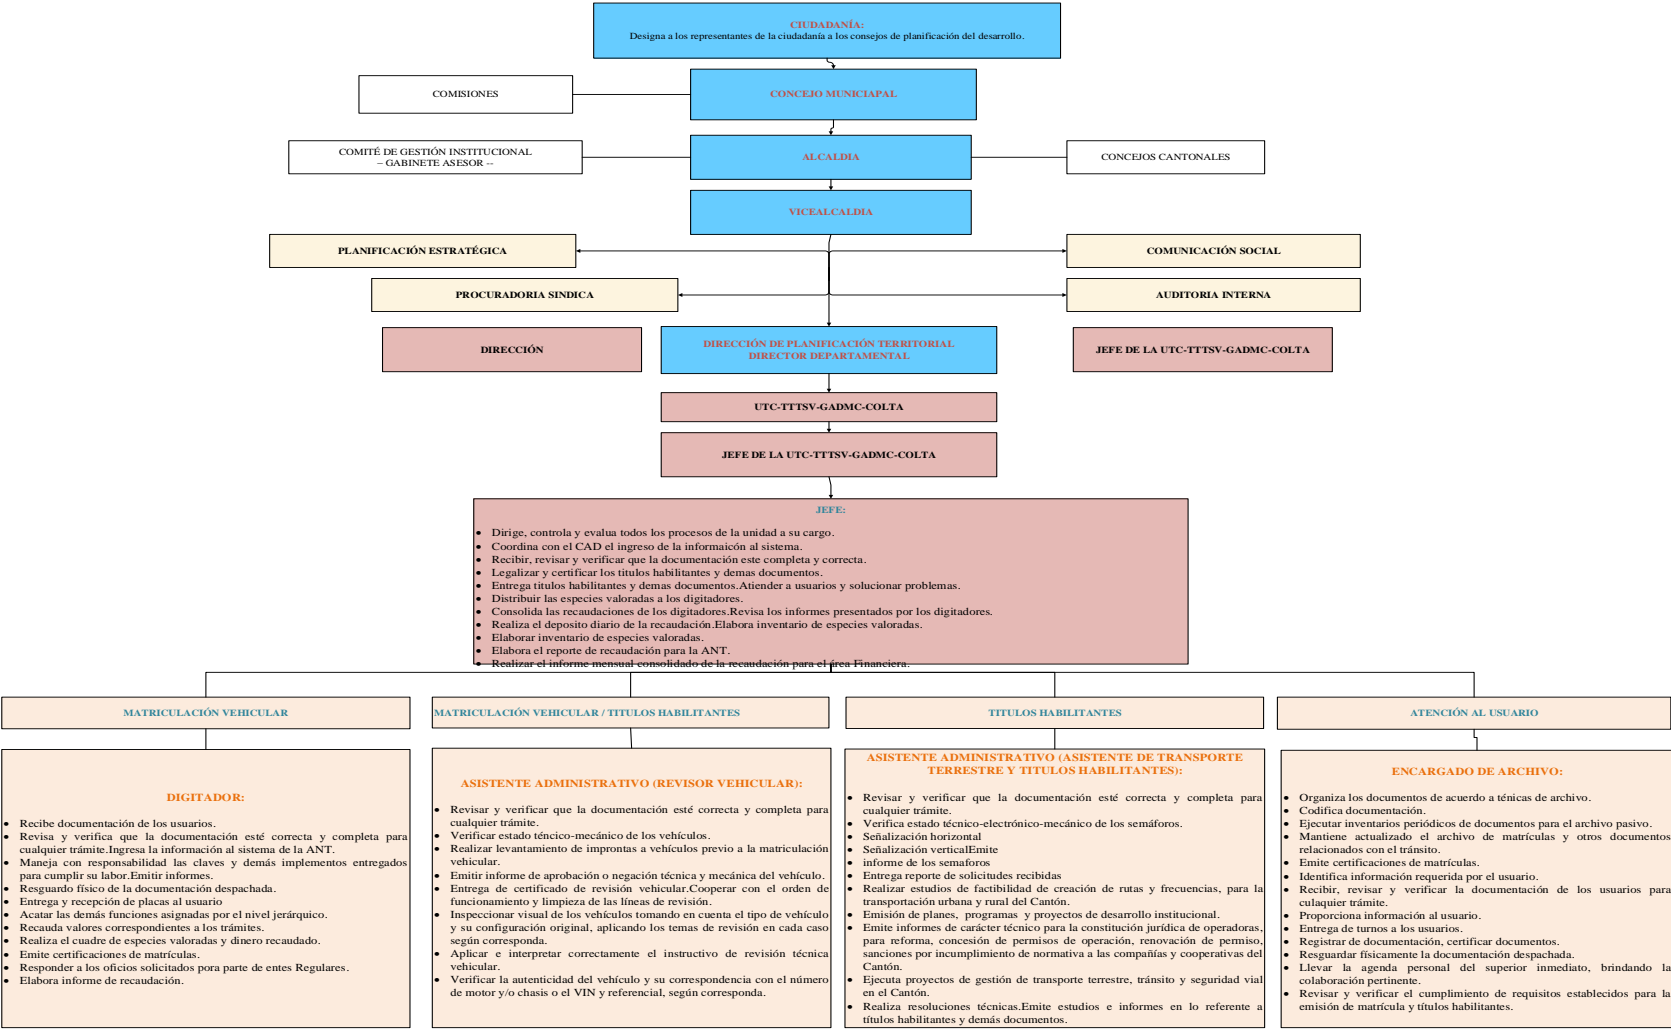 CIUDADANÍA:
Designa a los representantes de la ciudadanía a los consejos de planificación del desarrollo.
COMISIONES
CONCEJO MUNICIAPAL
COMITÉ DE GESTIÓN INSTITUCIONAL
– GABINETE ASESOR --
ALCALDIA
CONCEJOS CANTONALES
VICEALCALDIA
PLANIFICACIÓN ESTRATÉGICA
COMUNICACIÓN SOCIAL
PROCURADORIA SINDICA
AUDITORIA INTERNA
DIRECCIÓN
DIRECCIÓN DE PLANIFICACIÓN TERRITORIAL
DIRECTOR DEPARTAMENTAL
JEFE DE LA UTC-TTTSV-GADMC-COLTA
UTC-TTTSV-GADMC-COLTA
JEFE DE LA UTC-TTTSV-GADMC-COLTA
JEFE:
• Dirige, controla y evalua todos los procesos de la unidad a su cargo.
• Coordina con el CAD el ingreso de la informaicón al sistema.
• Recibir, revisar y verificar que la documentación este completa y correcta.
• Legalizar y certificar los titulos habilitantes y demas documentos.
• Entrega titulos habilitantes y demas documentos.Atiender a usuarios y solucionar problemas.
• Distribuir las especies valoradas a los digitadores.
• Consolida las recaudaciones de los digitadores.Revisa los informes presentados por los digitadores.
• Realiza el deposito diario de la recaudación.Elabora inventario de especies valoradas.
• Elaborar inventario de especies valoradas.
• Elabora el reporte de recaudación para la ANT.
• Realizar el informe mensual consolidado de la recaudación para el área Financiera.
MATRICULACIÓN VEHICULAR
DIGITADOR:
• Recibe documentación de los usuarios.
• Revisa y verifica que la documentación esté correcta y completa para
cualquier trámite.Ingresa la información al sistema de la ANT.
• Maneja con responsabilidad las claves y demás implementos entregados
para cumplir su labor.Emitir informes.
• Resguardo físico de la documentación despachada.
• Entrega y recepción de placas al usuario
• Acatar las demás funciones asignadas por el nivel jerárquico.
• Recauda valores correspondientes a los trámites.
• Realiza el cuadre de especies valoradas y dinero recaudado.
• Emite certificaciones de matrículas.
• Responder a los oficios solicitados pora parte de entes Regulares.
• Elabora informe de recaudación.
MATRICULACIÓN VEHICULAR / TITULOS HABILITANTES
ASISTENTE ADMINISTRATIVO (REVISOR VEHICULAR):
• Revisar y verificar que la documentación esté correcta y completa para
cualquier trámite.
• Verificar estado téncico-mecánico de los vehículos.
• Realizar levantamiento de improntas a vehículos previo a la matriculación
vehicular.
• Emitir informe de aprobación o negación técnica y mecánica del vehículo.
• Entrega de certificado de revisión vehicular.Cooperar con el orden de
funcionamiento y limpieza de las líneas de revisión.
• Inspeccionar visual de los vehículos tomando en cuenta el tipo de vehículo
y su configuración original, aplicando los temas de revisión en cada caso
según corresponda.
• Aplicar e interpretar correctamente el instructivo de revisión técnica
vehicular.
• Verificar la autenticidad del vehículo y su correspondencia con el número
de motor y/o chasis o el VIN y referencial, según corresponda.
TITULOS HABILITANTES
ASISTENTE ADMINISTRATIVO (ASISTENTE DE TRANSPORTE
TERRESTRE Y TITULOS HABILITANTES):
• Revisar y verificar que la documentación esté correcta y completa para
cualquier trámite.
• Verifica estado técnico-electrónico-mecánico de los semáforos.
• Señalización horizontal
• Señalización verticalEmite
• informe de los semaforos
• Entrega reporte de solicitudes recibidas
• Realizar estudios de factibilidad de creación de rutas y frecuencias, para la
transportación urbana y rural del Cantón.
• Emisión de planes, programas y proyectos de desarrollo institucional.
• Emite informes de carácter técnico para la constitución jurídica de operadoras,
para reforma, concesión de permisos de operación, renovación de permiso,
sanciones por incumplimiento de normativa a las compañías y cooperativas del
Cantón.
• Ejecuta proyectos de gestión de transporte terrestre, tránsito y seguridad vial
en el Cantón.
• Realiza resoluciones técnicas.Emite estudios e informes en lo referente a
títulos habilitantes y demás documentos.
ATENCIÓN AL USUARIO
ENCARGADO DE ARCHIVO:
• Organiza los documentos de acuerdo a ténicas de archivo.
• Codifica documentación.
• Ejecutar inventarios periódicos de documentos para el archivo pasivo.
• Mantiene actualizado el archivo de matrículas y otros documentos
relacionados con el tránsito.
• Emite certificaciones de matrículas.
• Identifica información requerida por el usuario.
• Recibir, revisar y verificar la documentación de los usuarios para
culaquier trámite.
• Proporciona información al usuario.
• Entrega de turnos a los usuarios.
• Registrar de documentación, certificar documentos.
• Resguardar físicamente la documentación despachada.
• Llevar la agenda personal del superior inmediato, brindando la
colaboración pertinente.
• Revisar y verificar el cumplimiento de requisitos establecidos para la
emisión de matrícula y títulos habilitantes.